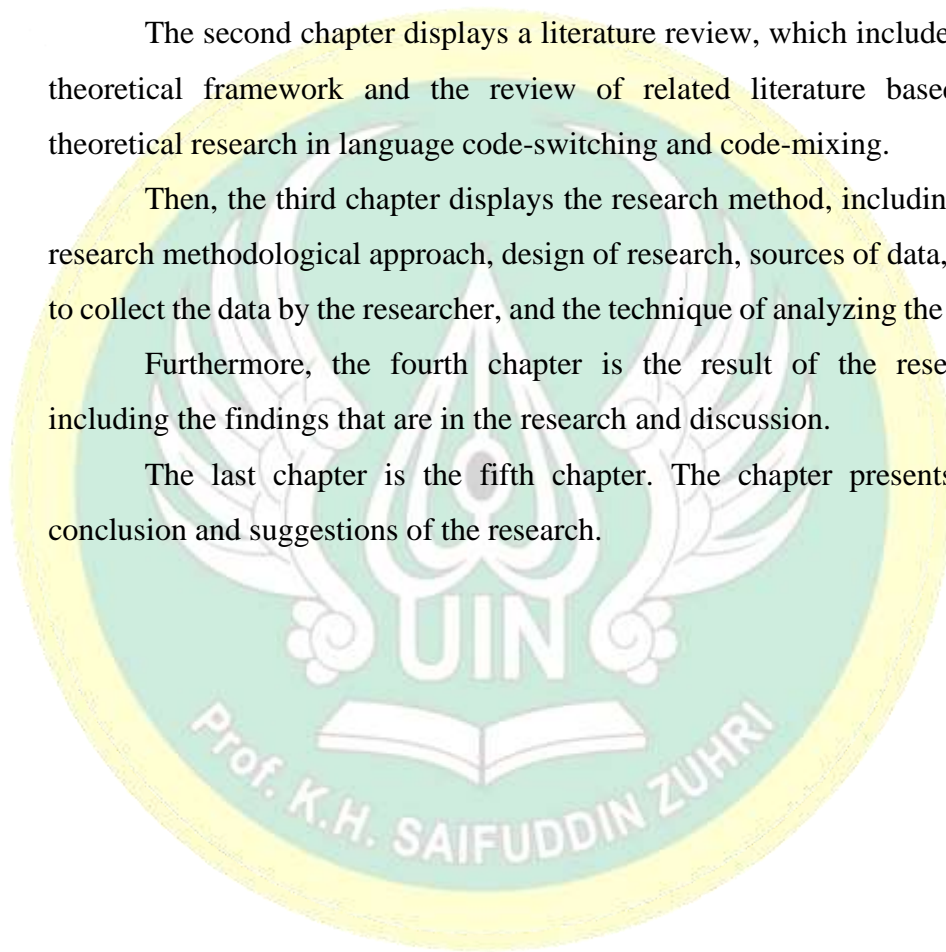 The second chapter displays a literature review, which include
theoretical framework and the review of related literature base
theoretical research in language code-switching and code-mixing.
Then, the third chapter displays the research method, includin
research methodological approach, design of research, sources of data,
to collect the data by the researcher, and the technique of analyzing the
Furthermore, the fourth chapter is the result of the rese
including the findings that are in the research and discussion.
The last chapter is the fifth chapter. The chapter presents
conclusion and suggestions of the research.
UIN
Prof. K.H. SAIFUDDIN ZUHRI